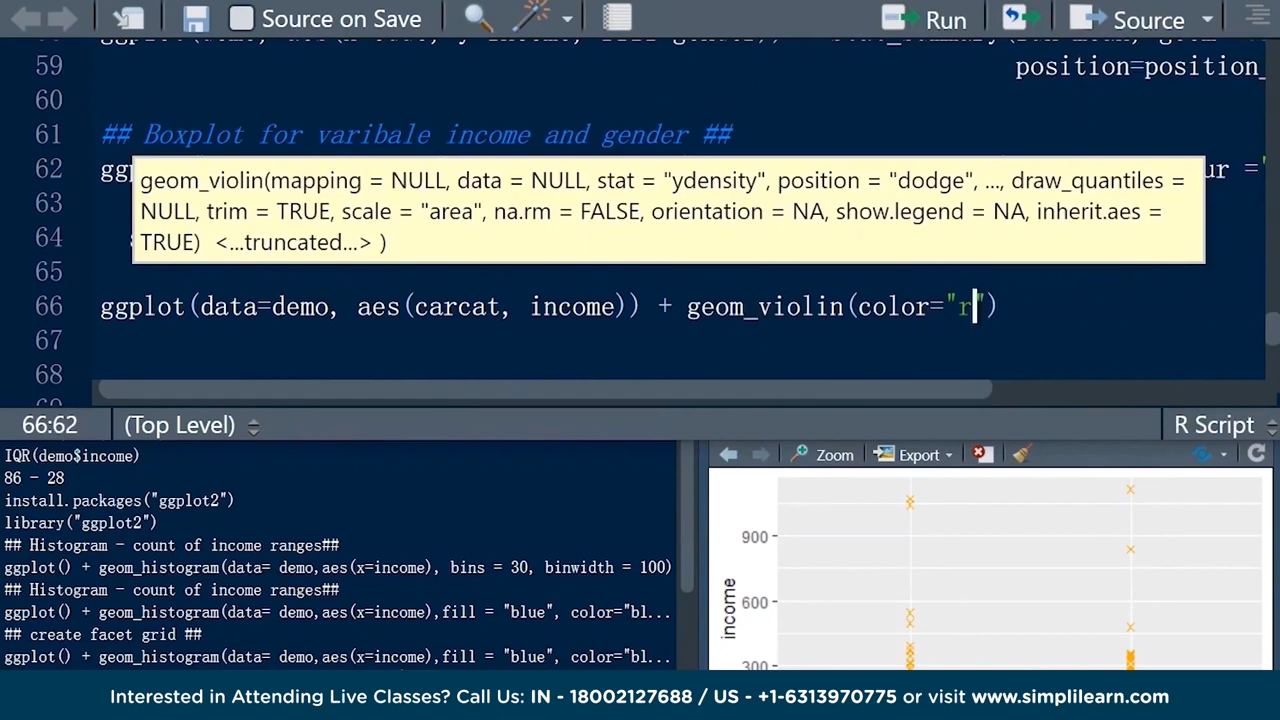 Source on Save Run Source
59 position=position_
60
61 ## Boxplot for varibale income and gender ##
62 ggp ur ="
geom_violin(mapping = NULL, data = NULL, stat = "ydensity", position = "dodge", ..., draw_quantiles =
63 NULL, trim = TRUE, scale = "area", na.rm = FALSE, orientation = NA, show.legend = NA, inherit.aes =
64 TRUE) <...truncated...> )
65
66 ggplot(data=demo, aes(carcat, income)) + geom_violin(color="r")
67
68
66:62 (Top Level) R Script
IQR(demo$income)
86 - 28
install.packages("ggplot2")
library("ggplot2")
## Histogram - count of income ranges##
ggplot() + geom_histogram(data= demo,aes(x=income), bins = 30, binwidth = 100)
## Histogram - count of income ranges##
ggplot() + geom_histogram(data= demo,aes(x=income),fill = "blue", color="bl...
## create facet grid ##
ggplot() + geom_histogram(data= demo,aes(x=income),fill = "blue", color="bl...
Zoom Export
900
600
300
income
Interested in Attending Live Classes? Call Us: IN - 18002127688 / US - +1-6313970775 or visit www.simplilearn.com